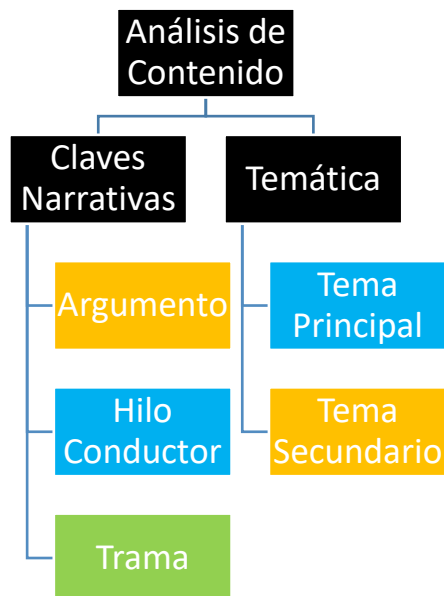 Análisis de
Contenido
Claves
Narrativas
Temática
Argumento
Tema
Principal
Hilo
Conductor
Tema
Secundario
Trama